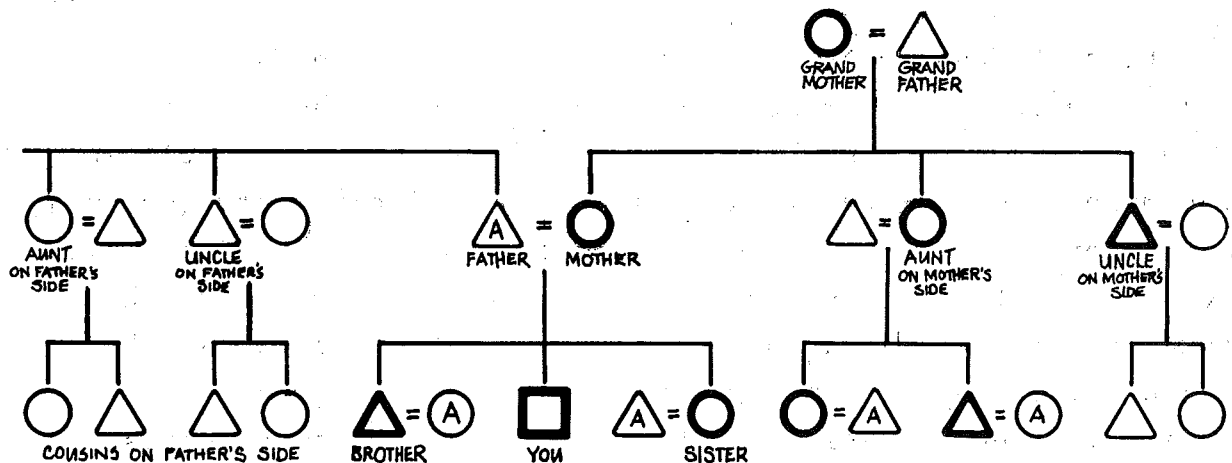 GRAND MOTHER
GRAND FATHER
AUNT ON FATHER'S SIDE
UNCLE ON FATHER'S SIDE
A
FATHER
MOTHER
AUNT ON MOTHER'S SIDE
UNCLE ON MOTHER'S SIDE
COUSINS ON FATHER'S SIDE
BROTHER
A
YOU
A
SISTER
A
A